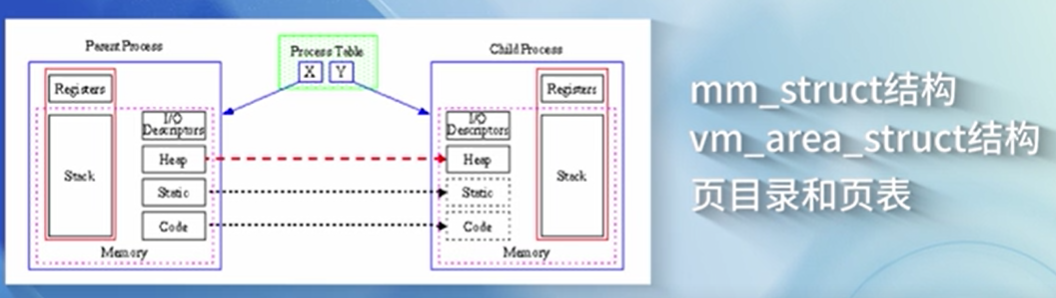 Parent Process
Process Table
Child Process
X Y
Registers
I/O
Descriptors
Heap
Stack
Static
Code
Memory
I/O
Descriptors
Registers
Heap
Stack
Static
Code
Memory
mm_struct结构
vm_area_struct结构
页目录和页表